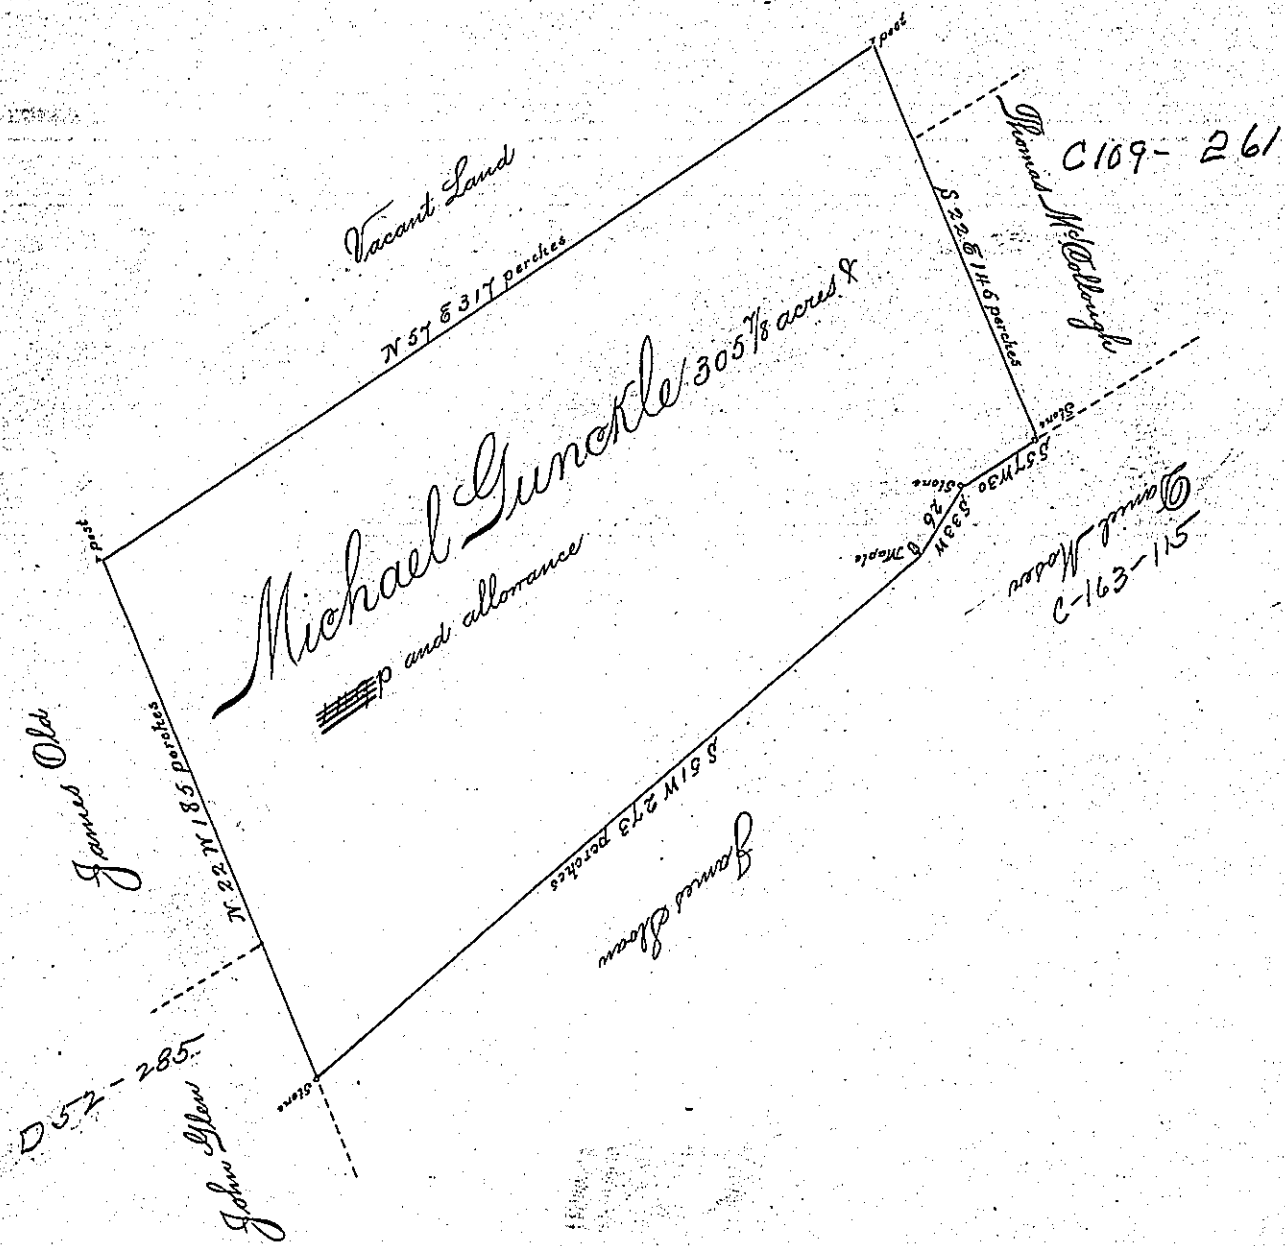 post
Thomas McCollough
C109- 261
Vacant Land
N 57 E 317 perches
S 22 E 146 perches
Michael Gunckle 305 7/8 acres &
p and allowance
post
Stone
S 57 W 30
Stone
S 33 W
26
Maple
Daniel Moser
C-163-115
James Old
N 22 W 185 perches
S 51 W 273 perches
James Sloan
D 52 - 285
John Glen
Stone